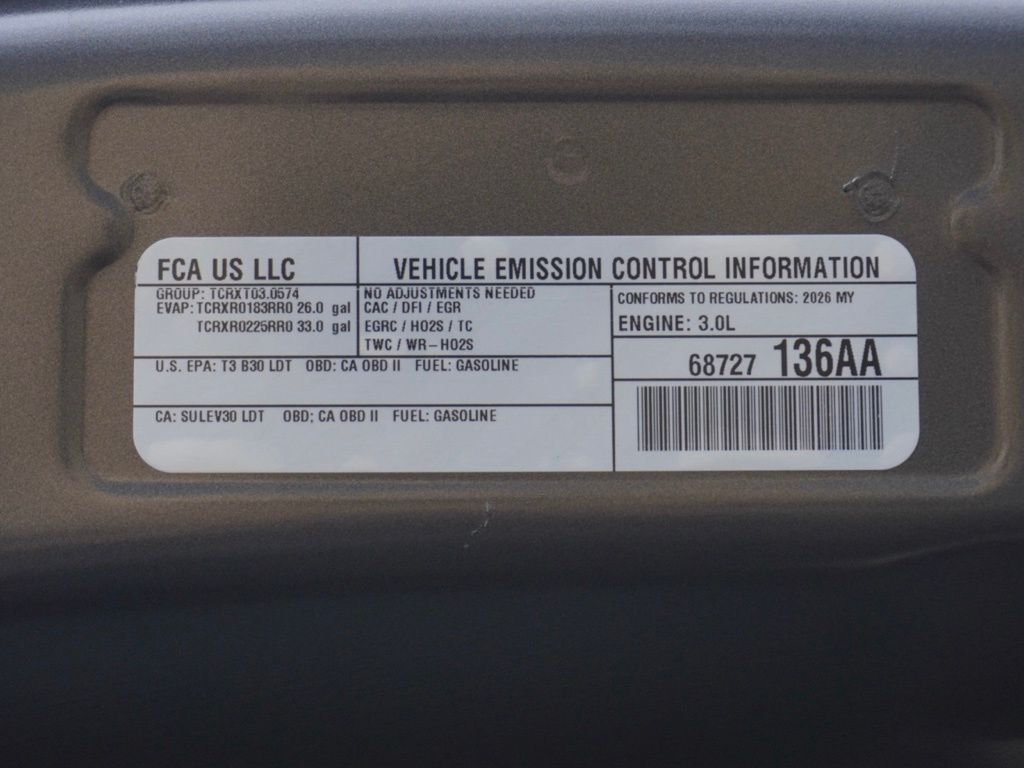 FCA US LLC
VEHICLE EMISSION CONTROL INFORMATION
GROUP: TCRXT03.0574
EVAP: TCRXR0183RR0 26.0 gal
TCRXR0225RR0 33.0 gal
NO ADJUSTMENTS NEEDED
CAC / DFI / EGR
EGRC / HO2S / TC
TWC / WR-HO2S
CONFORMS TO REGULATIONS: 2026 MY
ENGINE: 3.0L
68727 136AA
U.S. EPA: T3 B30 LDT OBD: CA OBD II FUEL: GASOLINE
CA: SULEV30 LDT OBD; CA OBD II FUEL: GASOLINE